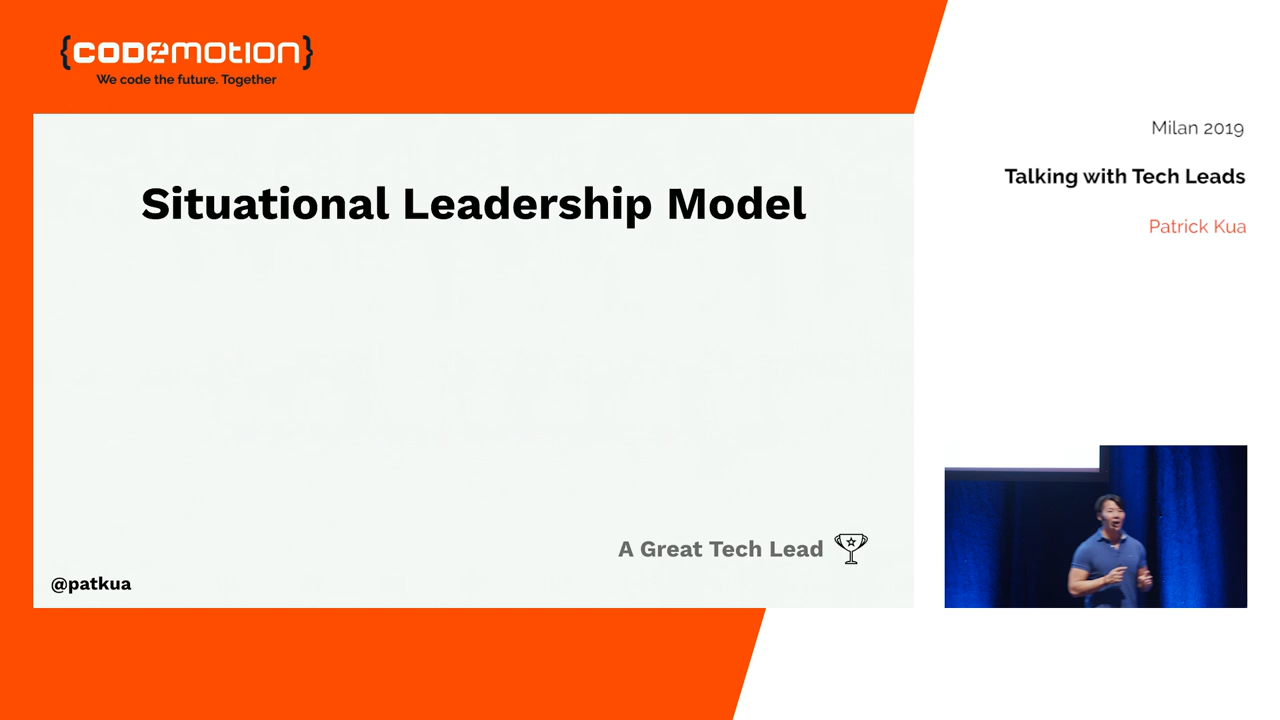 {CODEMOTION}
We code the future. Together
Milan 2019
Talking with Tech Leads
Patrick Kua
Situational Leadership Model
A Great Tech Lead
@patkua